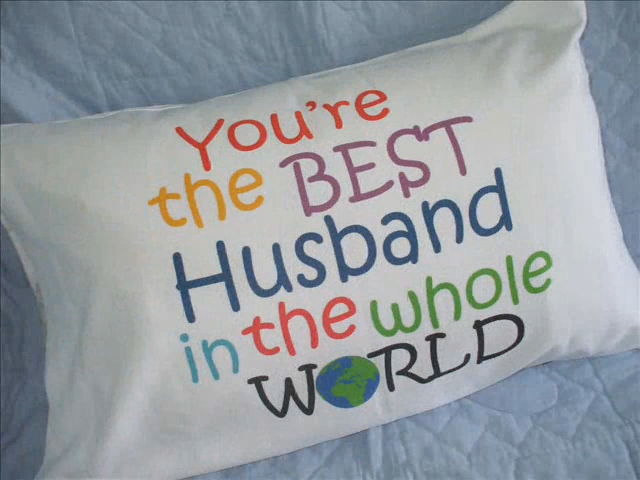 You're
the BEST
Husband
in the whole
WORLD